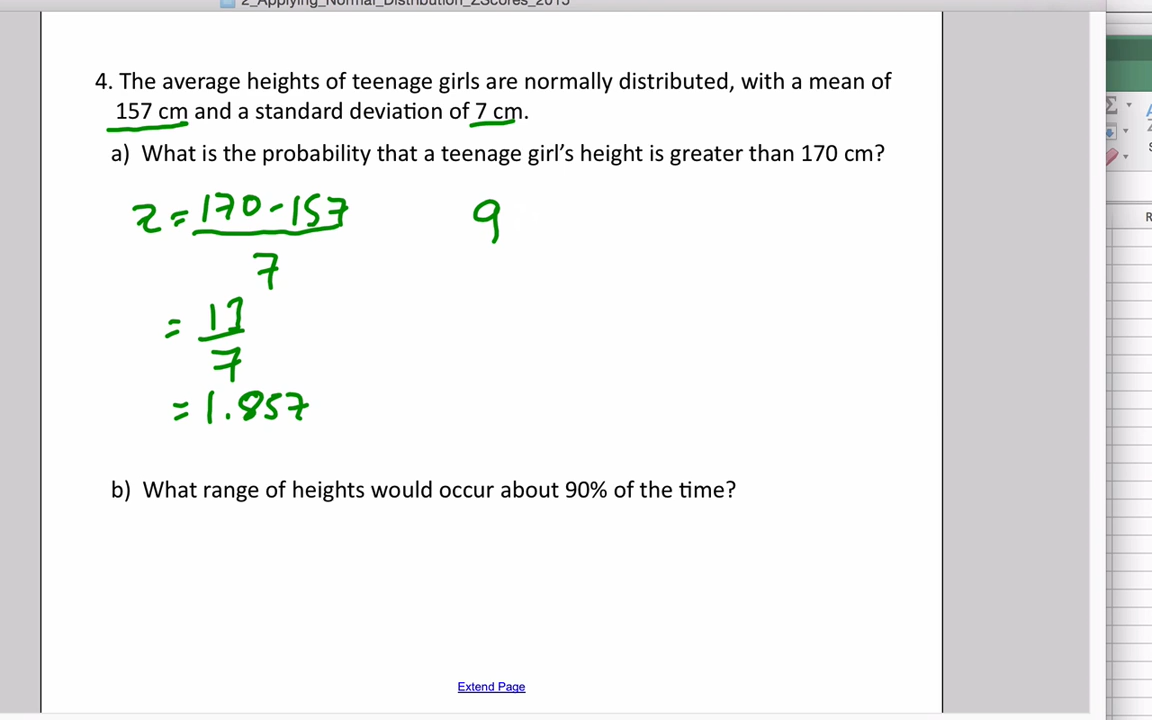 2_Applying_Normal_Distribution_ZScores_2015
4. The average heights of teenage girls are normally distributed, with a mean of
157 cm and a standard deviation of 7 cm.
a) What is the probability that a teenage girl's height is greater than 170 cm?
z = 170 - 157 9
7
= 13
7
= 1.857
b) What range of heights would occur about 90% of the time?
Extend Page
R